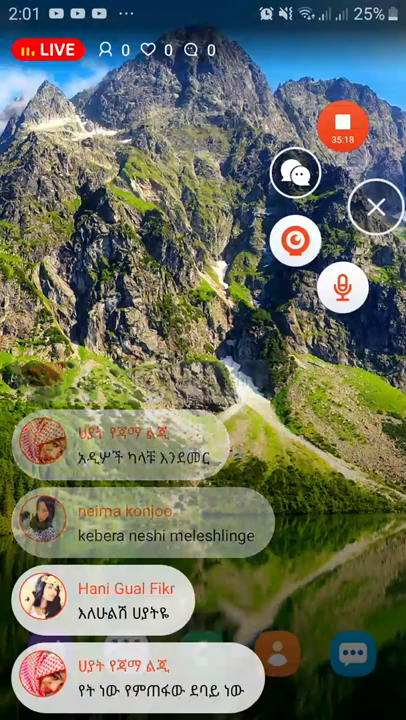 2:01
25%
LIVE 0 0 0
35:18
ሀያት የጃማ ልጂ
አዲሦች ካላቹ እንደመር
neima konjoo
kebera neshi meleshlinge
Hani Gual Fikr
እለሁልሽ ሀያትዬ
ሀያት የጃማ ልጂ
የት ነው የምጠፋው ደባይ ነው